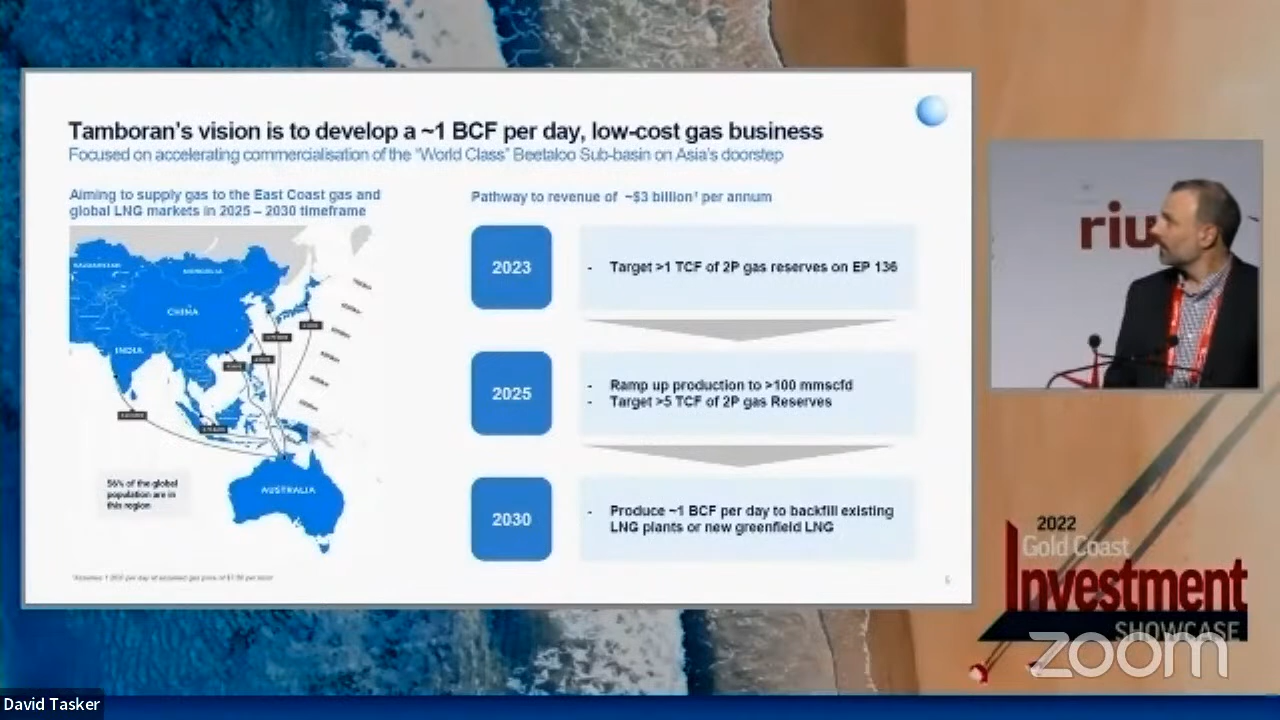 Tamboran's vision is to develop a ~1 BCF per day, low-cost gas business
Focused on accelerating commercialisation of the "World Class" Beetaloo Sub-basin on Asia's doorstep
Aiming to supply gas to the East Coast gas and
global LNG markets in 2025 – 2030 timeframe
KAZAKHSTAN
MONGOLIA
CHINA
INDIA
AUSTRALIA
56% of the global
population are in
this region
Pathway to revenue of ~$3 billion¹ per annum
2023
- Target >1 TCF of 2P gas reserves on EP 136
2025
- Ramp up production to >100 mmscfd
- Target >5 TCF of 2P gas Reserves
2030
- Produce ~1 BCF per day to backfill existing
LNG plants or new greenfield LNG
riu
2022
Gold Coast
Investment
SHOWCASE
zoom
David Tasker